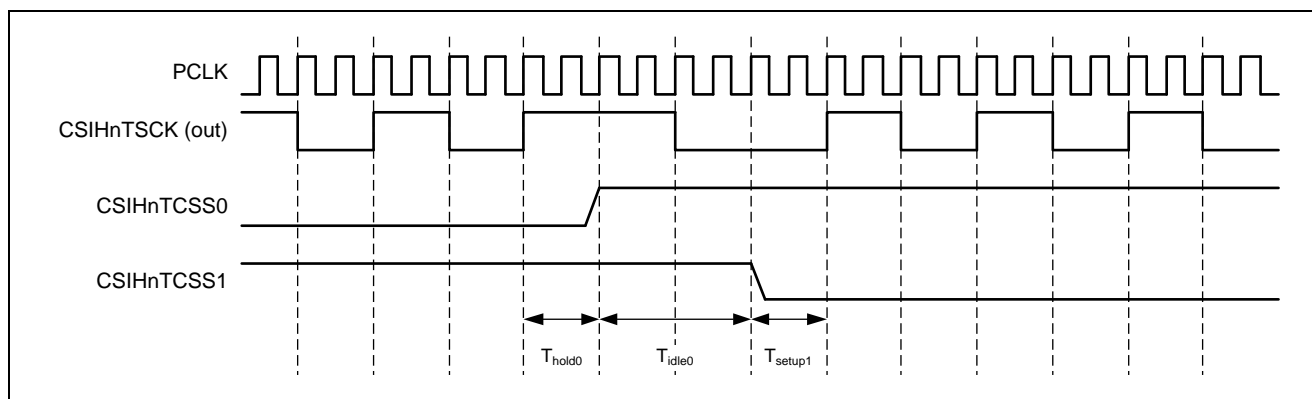 PCLK
CSIHnTSCK (out)
CSIHnTCSS0
CSIHnTCSS1
Thold0 Tidle0 Tsetup1